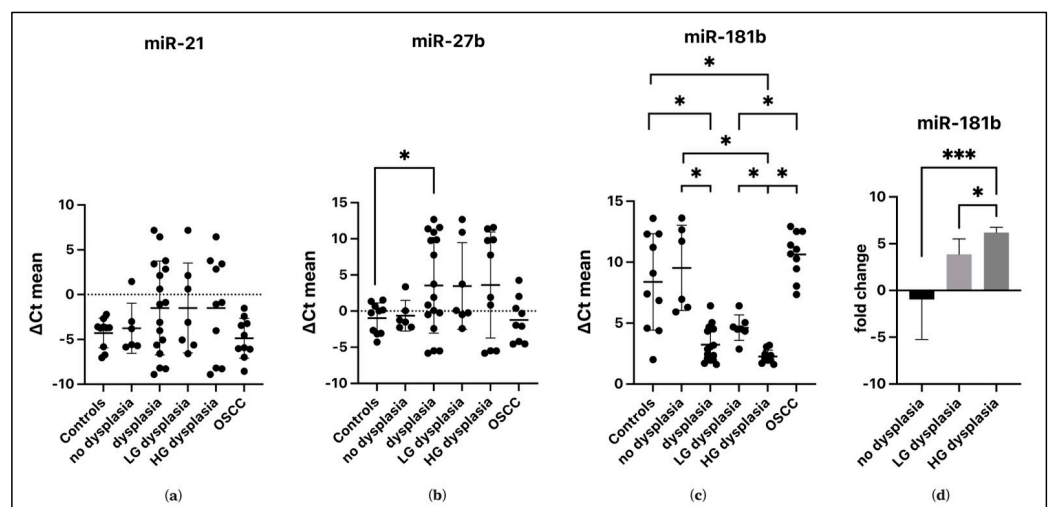 miR-21
miR-27b
miR-181b
*
*
*
*
*
*
*
*
miR-181b
***
*
ΔCt mean
10
5
0
-5
-10
Controls
no dysplasia
dysplasia
LG dysplasia
HG dysplasia
OSCC
(a)
ΔCt mean
15
10
5
0
-5
-10
Controls
no dysplasia
dysplasia
LG dysplasia
HG dysplasia
OSCC
(b)
ΔCt mean
15
10
5
0
Controls
no dysplasia
dysplasia
LG dysplasia
HG dysplasia
OSCC
(c)
fold change
10
5
0
-5
-10
no dysplasia
LG dysplasia
HG dysplasia
(d)